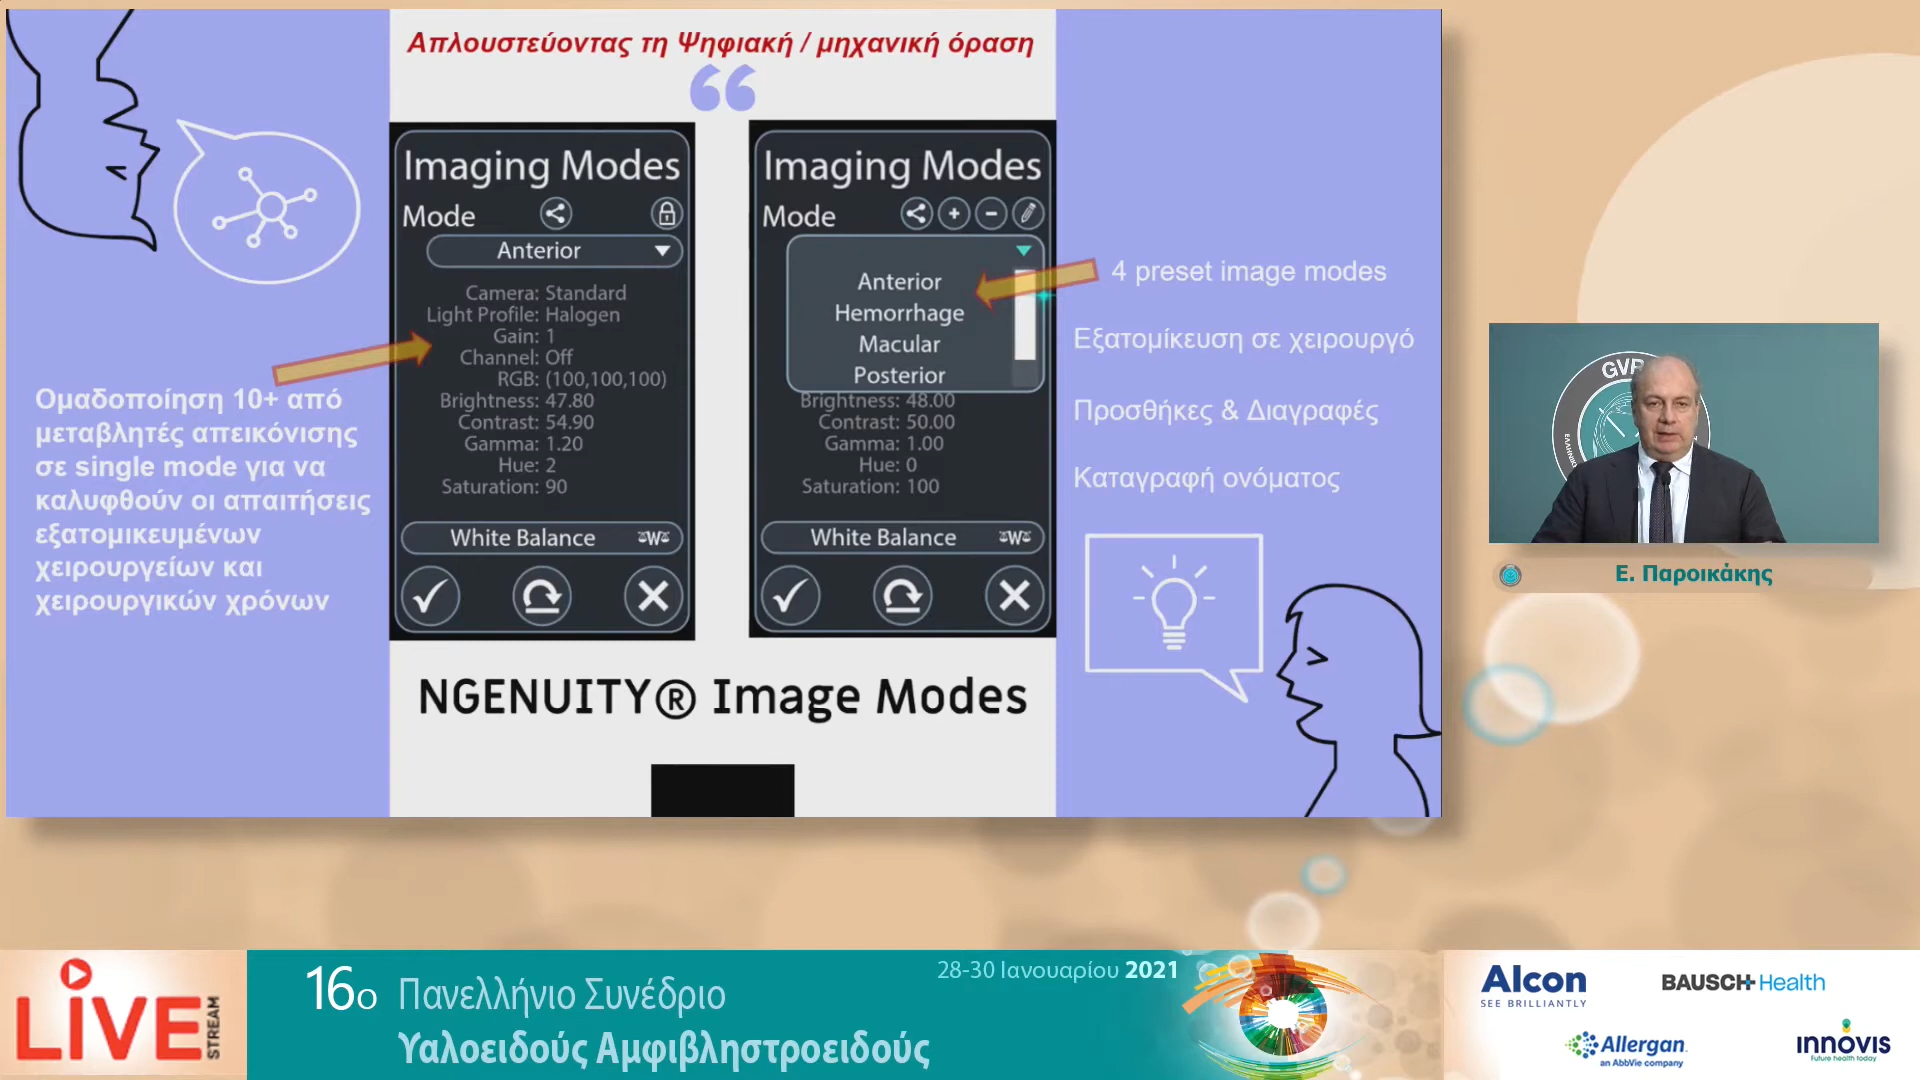 Απλουστεύοντας τη Ψηφιακή / μηχανική όραση
Imaging Modes
Mode
Anterior
Camera: Standard
Light Profile: Halogen
Gain: 1
Channel: Off
RGB: (100,100,100)
Brightness: 47.80
Contrast: 54.90
Gamma: 1.20
Hue: 2
Saturation: 90
White Balance
W
Imaging Modes
Mode
Anterior
Hemorrhage
Macular
Posterior
Brightness: 48.00
Contrast: 50.00
Gamma: 1.00
Hue: 0
Saturation: 100
White Balance
W
Ομαδοποίηση 10+ από
μεταβλητές απεικόνισης
σε single mode για να
καλυφθούν οι απαιτήσεις
εξατομικευμένων
χειρουργείων και
χειρουργικών χρόνων
4 preset image modes
Εξατομίκευση σε χειρουργό
Προσθήκες & Διαγραφές
Καταγραφή ονόματος
NGENUITY® Image Modes
GVR
Ε. Παροικάκης
LIVE
STREAM
16ο Πανελλήνιο Συνέδριο
Υαλοειδούς Αμφιβληστροειδούς
28-30 Ιανουαρίου 2021
Alcon
SEE BRILLIANTLY
BAUSCH+Health
Allergan
an AbbVie company
innovis
Future health today